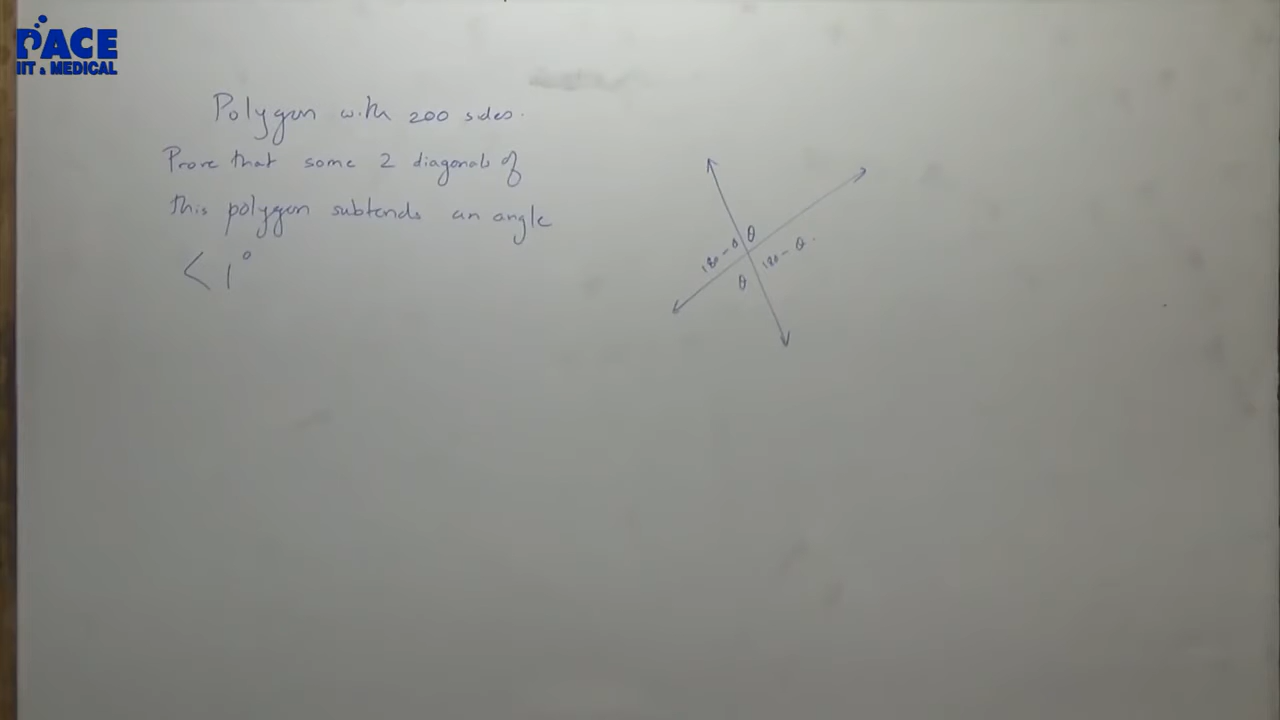 PACE
IIT & MEDICAL
Polygon with 200 sides.
Prove that some 2 diagonals of
this polygon subtends an angle
< 1°
θ
180 - θ
180 - θ
θ